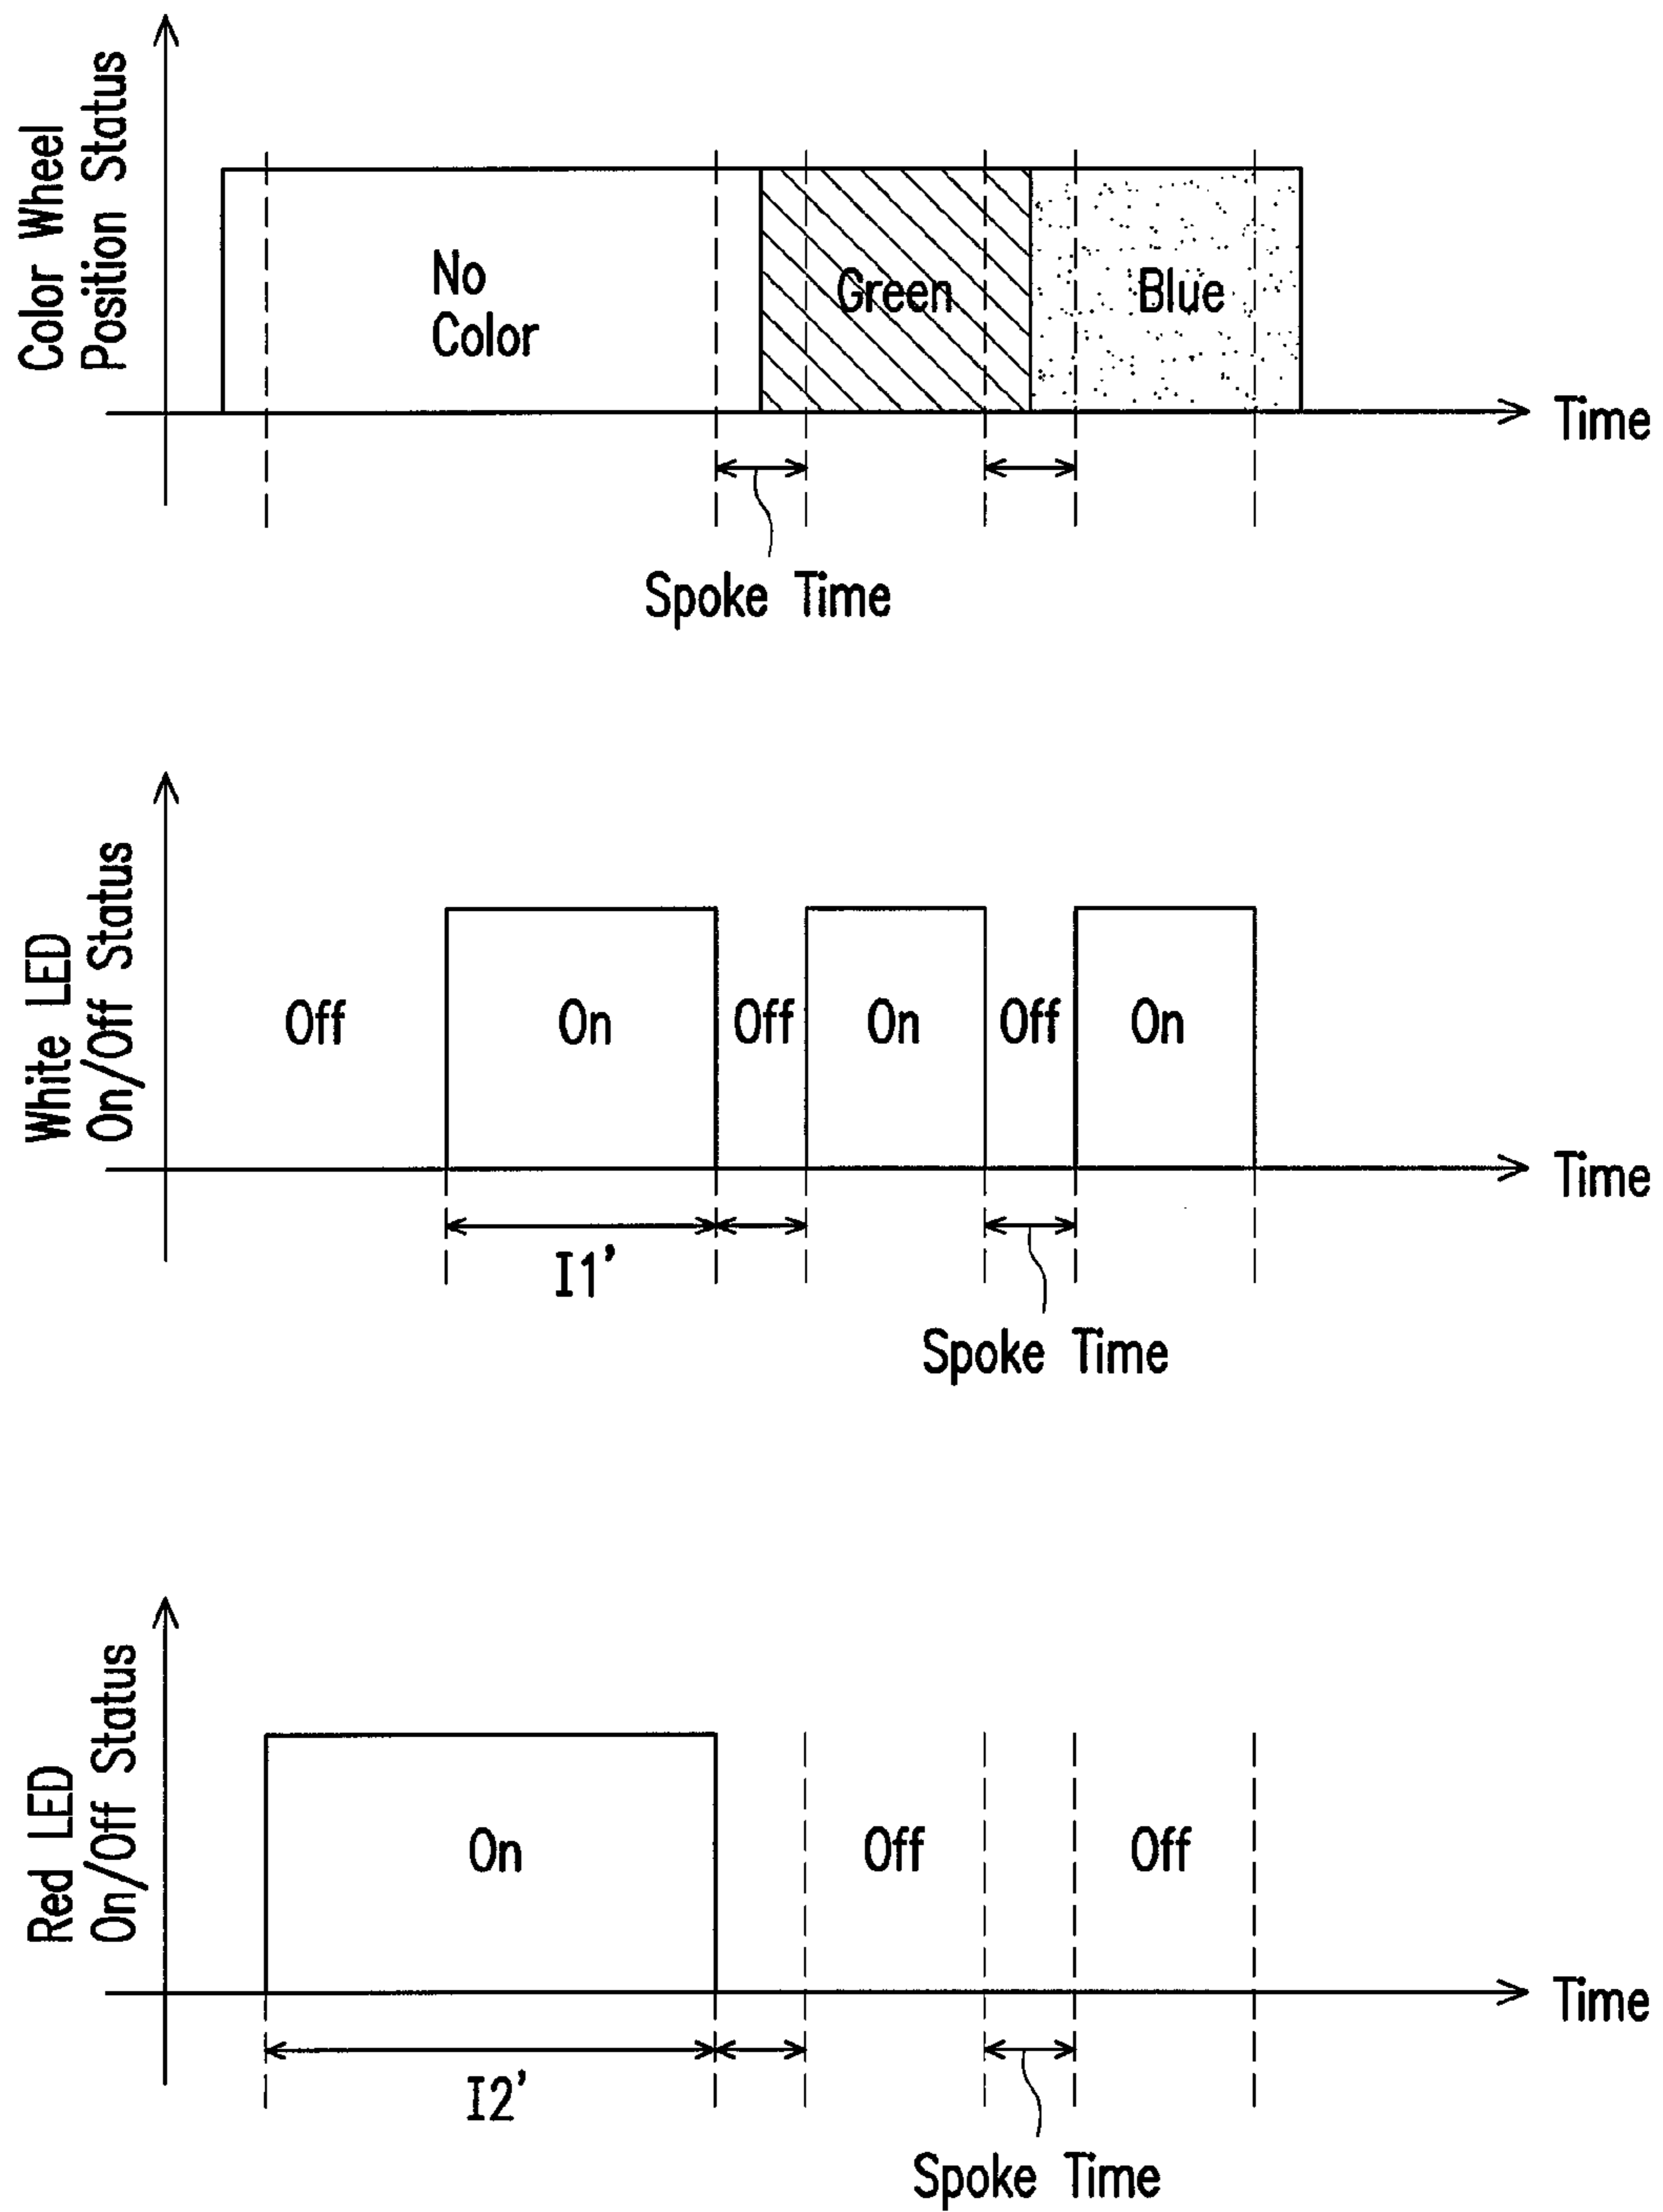 Color Wheel
Position Status
No
Color
Green
Blue
Time
Spoke Time
White LED
On/Off Status
Off
On
Off
On
Off
On
Time
I1’
Spoke Time
Red LED
On/Off Status
On
Off
Off
Time
I2’
Spoke Time